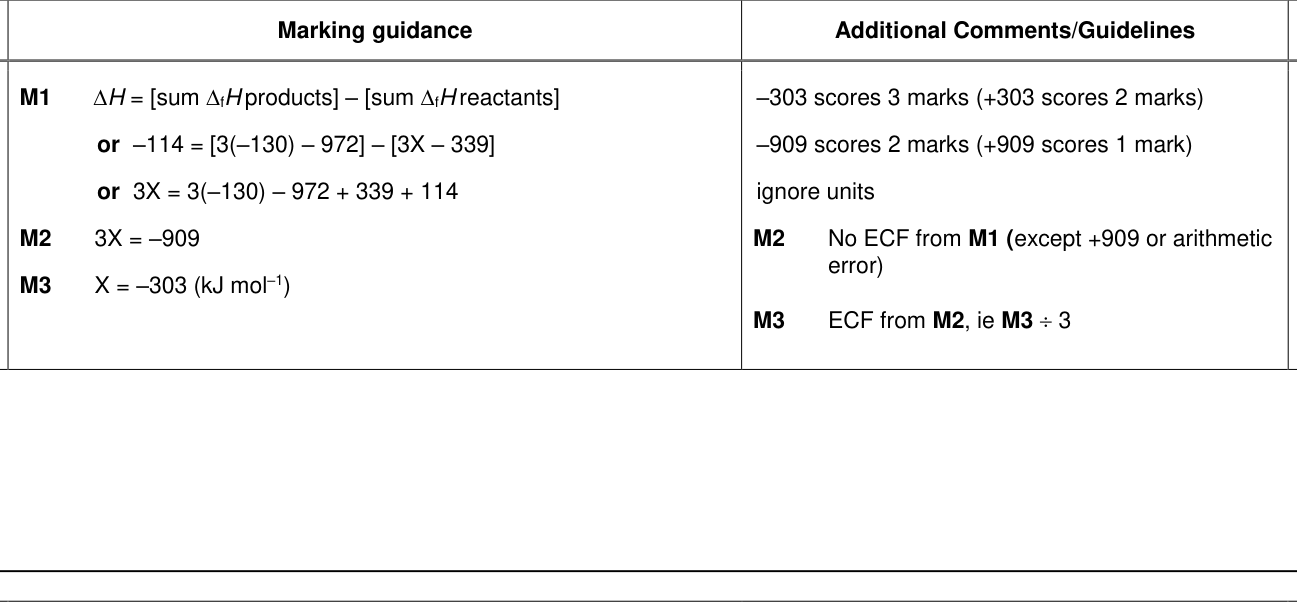 Marking guidance
Additional Comments/Guidelines
M1 ΔH = [sum ΔfH products] – [sum ΔfH reactants]
or –114 = [3(–130) – 972] – [3X – 339]
or 3X = 3(–130) – 972 + 339 + 114
M2 3X = –909
M3 X = –303 (kJ mol–1)
–303 scores 3 marks (+303 scores 2 marks)
–909 scores 2 marks (+909 scores 1 mark)
ignore units
M2 No ECF from M1 (except +909 or arithmetic
error)
M3 ECF from M2, ie M3 ÷ 3